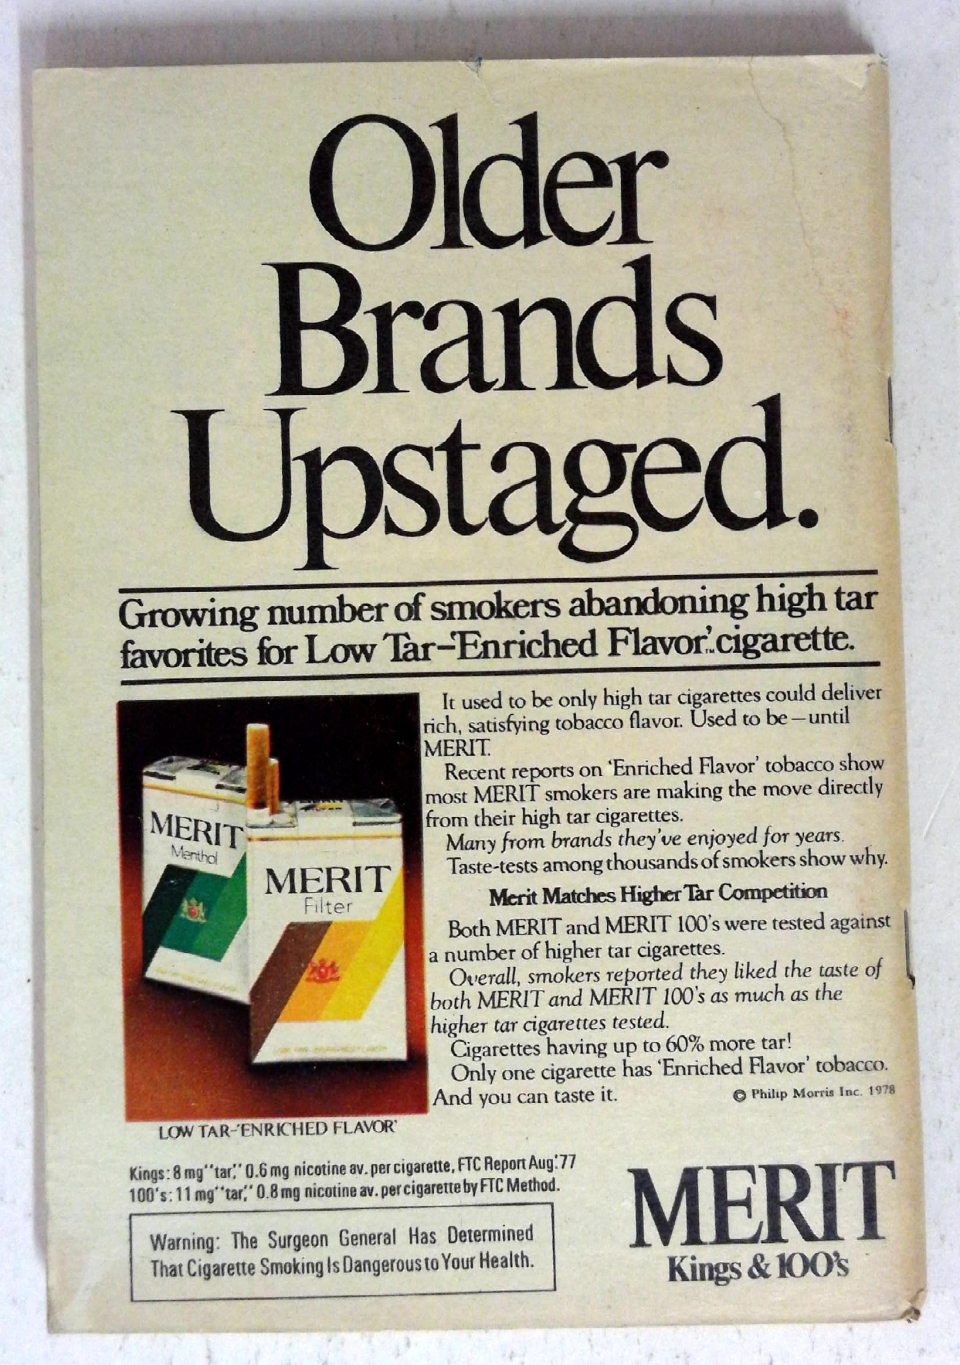 Older
Brands
Upstaged.
Growing number of smokers abandoning high tar
favorites for Low Tar-'Enriched Flavor'. cigarette.
MERIT
Menthol
MERIT
Filter
LOW TAR-'ENRICHED FLAVOR'
It used to be only high tar cigarettes could deliver
rich, satisfying tobacco flavor. Used to be—until
MERIT.
Recent reports on 'Enriched Flavor' tobacco show
most MERIT smokers are making the move directly
from their high tar cigarettes.
Many from brands they've enjoyed for years.
Taste-tests among thousands of smokers show why.
Merit Matches Higher Tar Competition
Both MERIT and MERIT 100's were tested against
a number of higher tar cigarettes.
Overall, smokers reported they liked the taste of
both MERIT and MERIT 100's as much as the
higher tar cigarettes tested.
Cigarettes having up to 60% more tar!
Only one cigarette has 'Enriched Flavor' tobacco.
And you can taste it.
© Philip Morris Inc. 1978
LOW TAR-'ENRICHED FLAVOR'
Kings: 8 mg "tar," 0.6 mg nicotine av. per cigarette, FTC Report Aug.'77
100's: 11 mg "tar," 0.8 mg nicotine av. per cigarette by FTC Method.
Warning: The Surgeon General Has Determined
That Cigarette Smoking Is Dangerous to Your Health.
MERIT
Kings & 100's